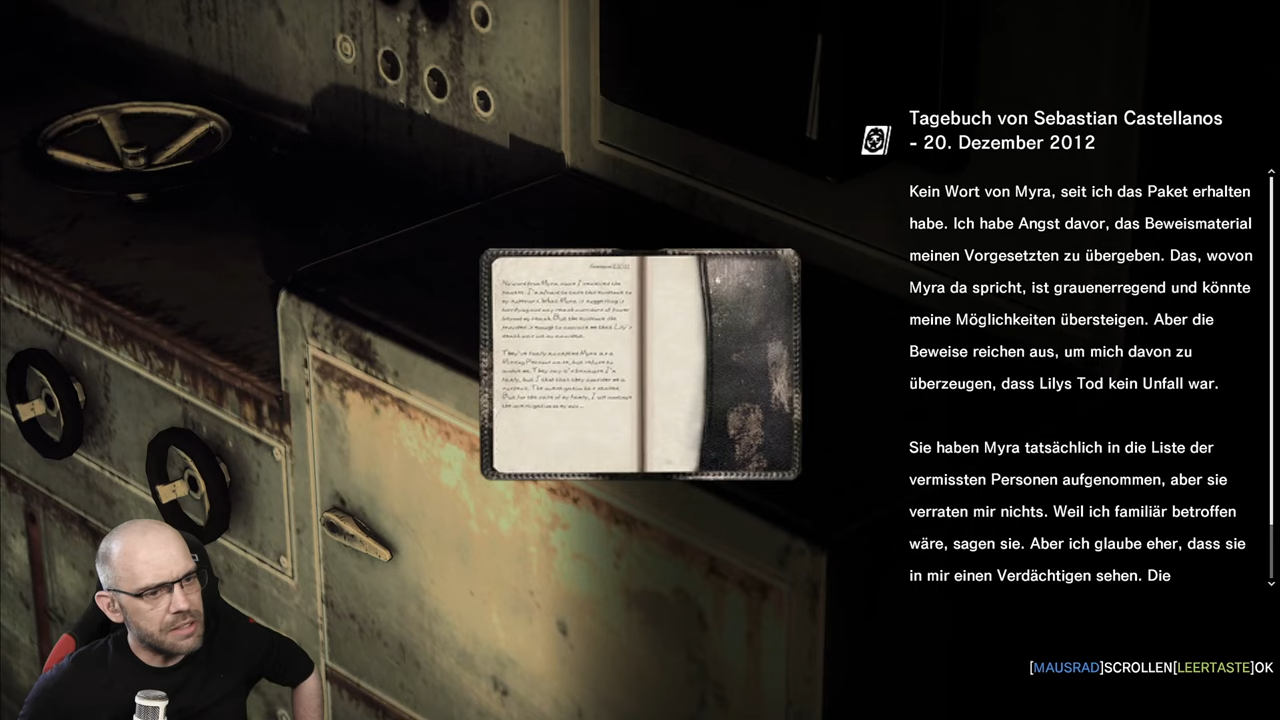 Tagebuch von Sebastian Castellanos
- 20. Dezember 2012
Kein Wort von Myra, seit ich das Paket erhalten
habe. Ich habe Angst davor, das Beweismaterial
meinen Vorgesetzten zu übergeben. Das, wovon
Myra da spricht, ist grauenerregend und könnte
meine Möglichkeiten übersteigen. Aber die
Beweise reichen aus, um mich davon zu
überzeugen, dass Lilys Tod kein Unfall war.
Sie haben Myra tatsächlich in die Liste der
vermissten Personen aufgenommen, aber sie
verraten mir nichts. Weil ich familiär betroffen
wäre, sagen sie. Aber ich glaube eher, dass sie
in mir einen Verdächtigen sehen. Die
[MAUSRAD]SCROLLEN[LEERTASTE]OK